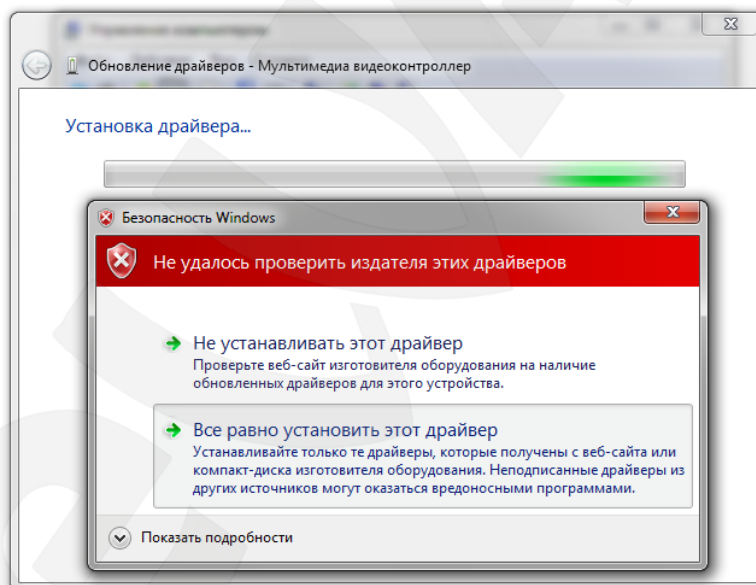 Обновление драйверов - Мультимедиа видеоконтроллер
Установка драйвера...
Безопасность Windows
Не удалось проверить издателя этих драйверов
Не устанавливать этот драйвер
Проверьте веб-сайт изготовителя оборудования на наличие
обновленных драйверов для этого устройства.
Все равно установить этот драйвер
Устанавливайте только те драйверы, которые получены с веб-сайта или
компакт-диска изготовителя оборудования. Неподписанные драйверы из
других источников могут оказаться вредоносными программами.
Показать подробности